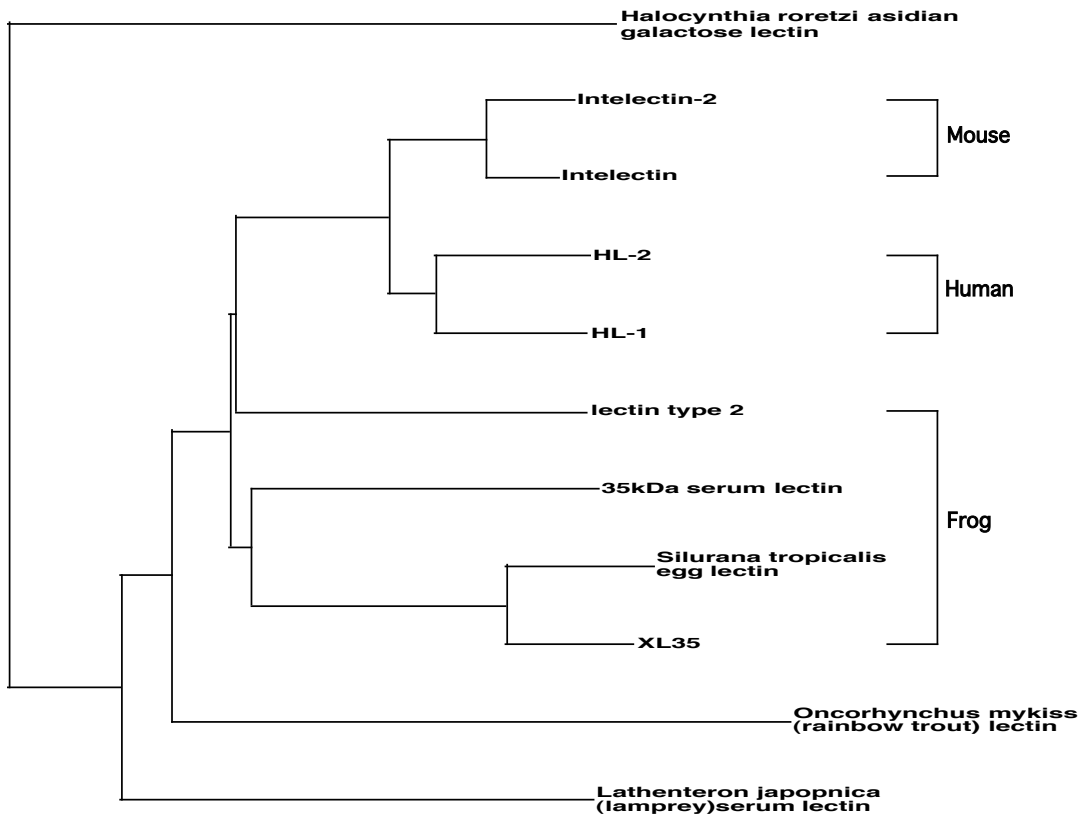 Halocynthia roretzi asidian
galactose lectin
Intelectin-2
Mouse
Intelectin
HL-2
Human
HL-1
lectin type 2
35kDa serum lectin
Frog
Silurana tropicalis
egg lectin
XL35
Oncorhynchus mykiss
(rainbow trout) lectin
Lathenteron japopnica
(lamprey)serum lectin